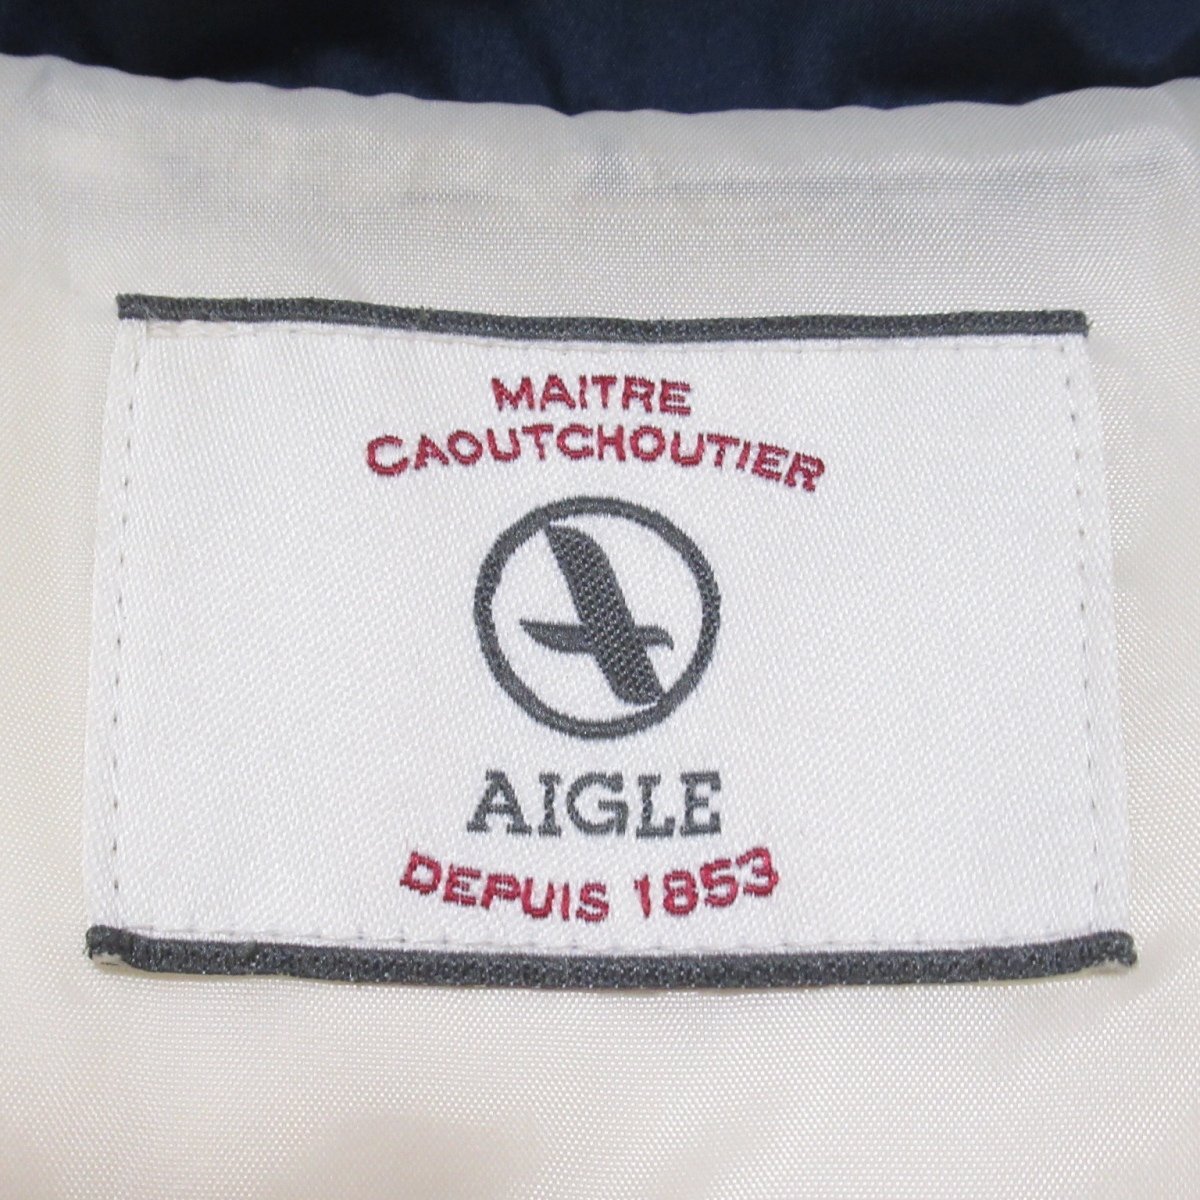 MAITRE
CAOUTCHOUTIER
AIGLE
DEPUIS 1853